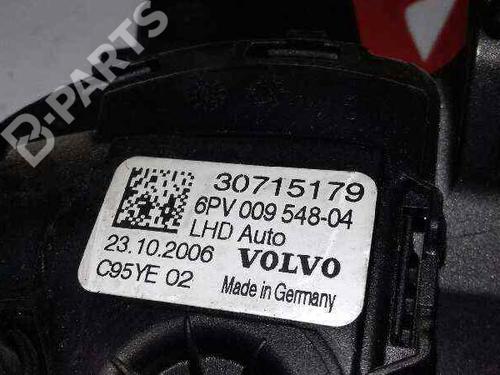 B-PARTS
30715179
6PV 009 548-04
LHD Auto
23.10.2006 VOLVO
C95YE 02 Made in Germany